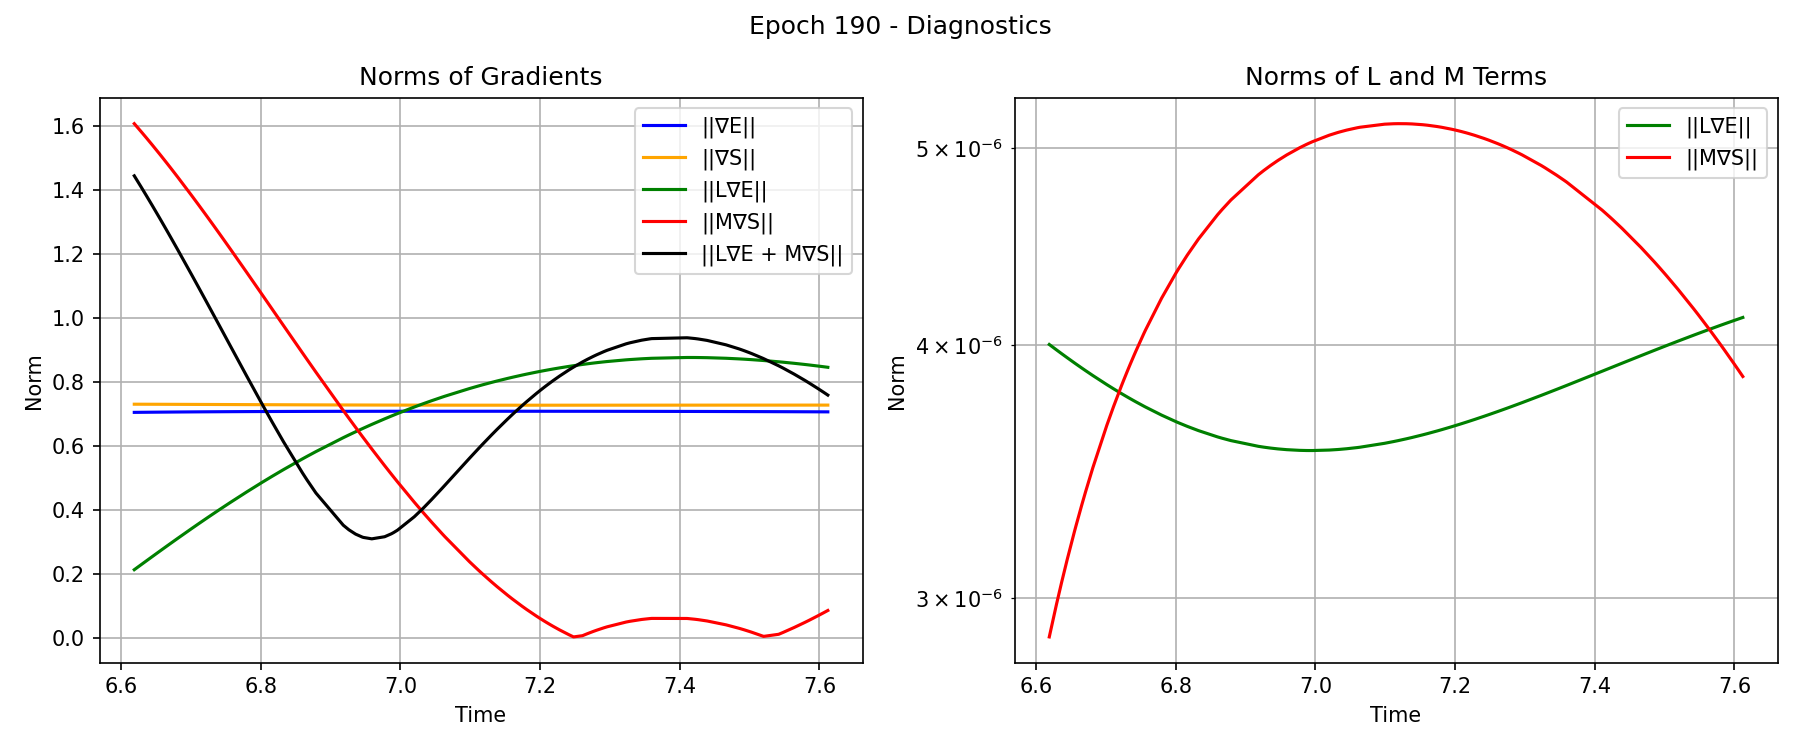 Epoch 190 - Diagnostics
Norms of Gradients
1.6
1.4
1.2
1.0
0.8
0.6
0.4
0.2
0.0
Norm
6.6
6.8
7.0
7.2
7.4
7.6
Time
||∇E||
||∇S||
||L∇E||
||M∇S||
||L∇E + M∇S||
Norms of L and M Terms
5 × 10⁻⁶
4 × 10⁻⁶
3 × 10⁻⁶
Norm
6.6
6.8
7.0
7.2
7.4
7.6
Time
||L∇E||
||M∇S||